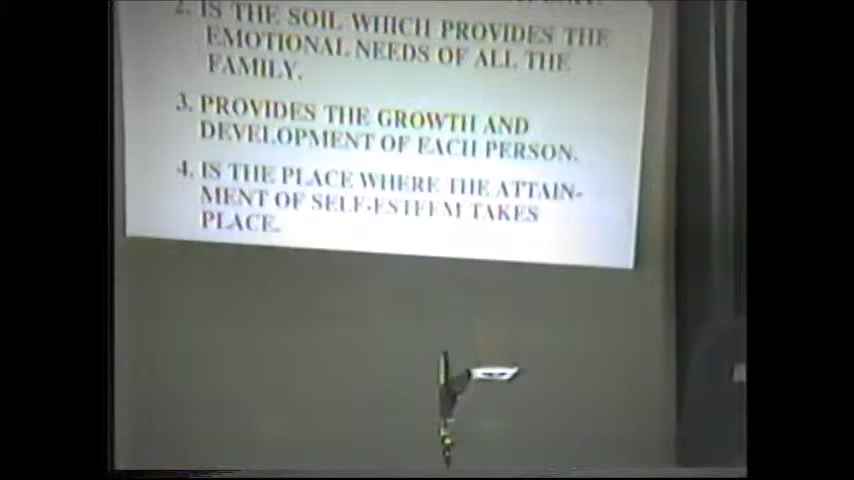 2. IS THE SOIL WHICH PROVIDES THE
EMOTIONAL NEEDS OF ALL THE
FAMILY.
3. PROVIDES THE GROWTH AND
DEVELOPMENT OF EACH PERSON.
4. IS THE PLACE WHERE THE ATTAIN-
MENT OF SELF-ESTEEM TAKES
PLACE.